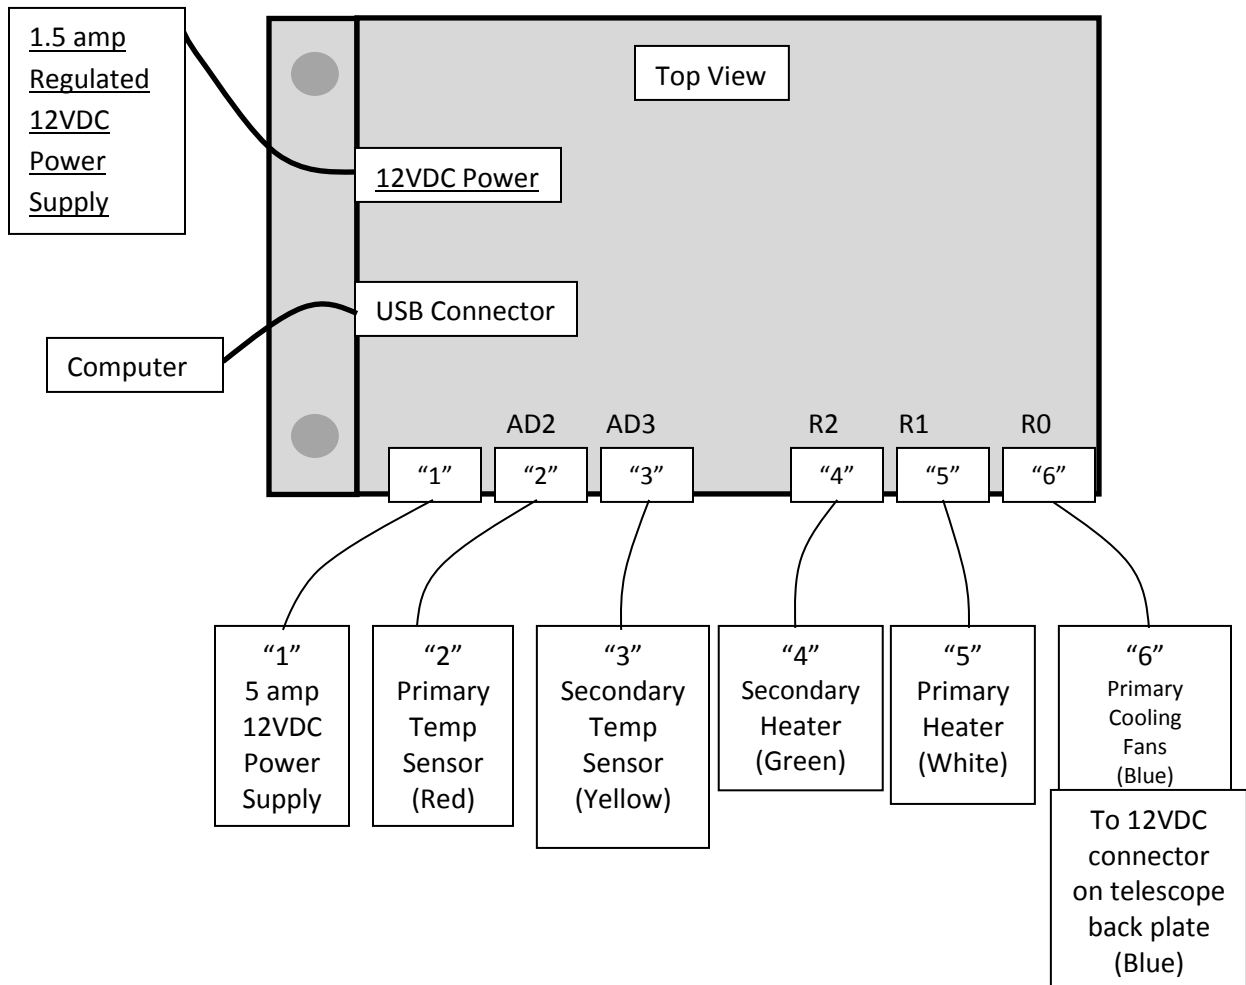 1.5 amp
Regulated
12VDC
Power
Supply
Top View
12VDC Power
USB Connector
Computer
AD2
AD3
R2
R1
R0
“1”
“2”
“3”
“4”
“5”
“6”
“1”
5 amp
12VDC
Power
Supply
“2”
Primary
Temp
Sensor
(Red)
“3”
Secondary
Temp
Sensor
(Yellow)
“4”
Secondary
Heater
(Green)
“5”
Primary
Heater
(White)
“6”
Primary
Cooling
Fans
(Blue)
To 12VDC
connector
on telescope
back plate
(Blue)